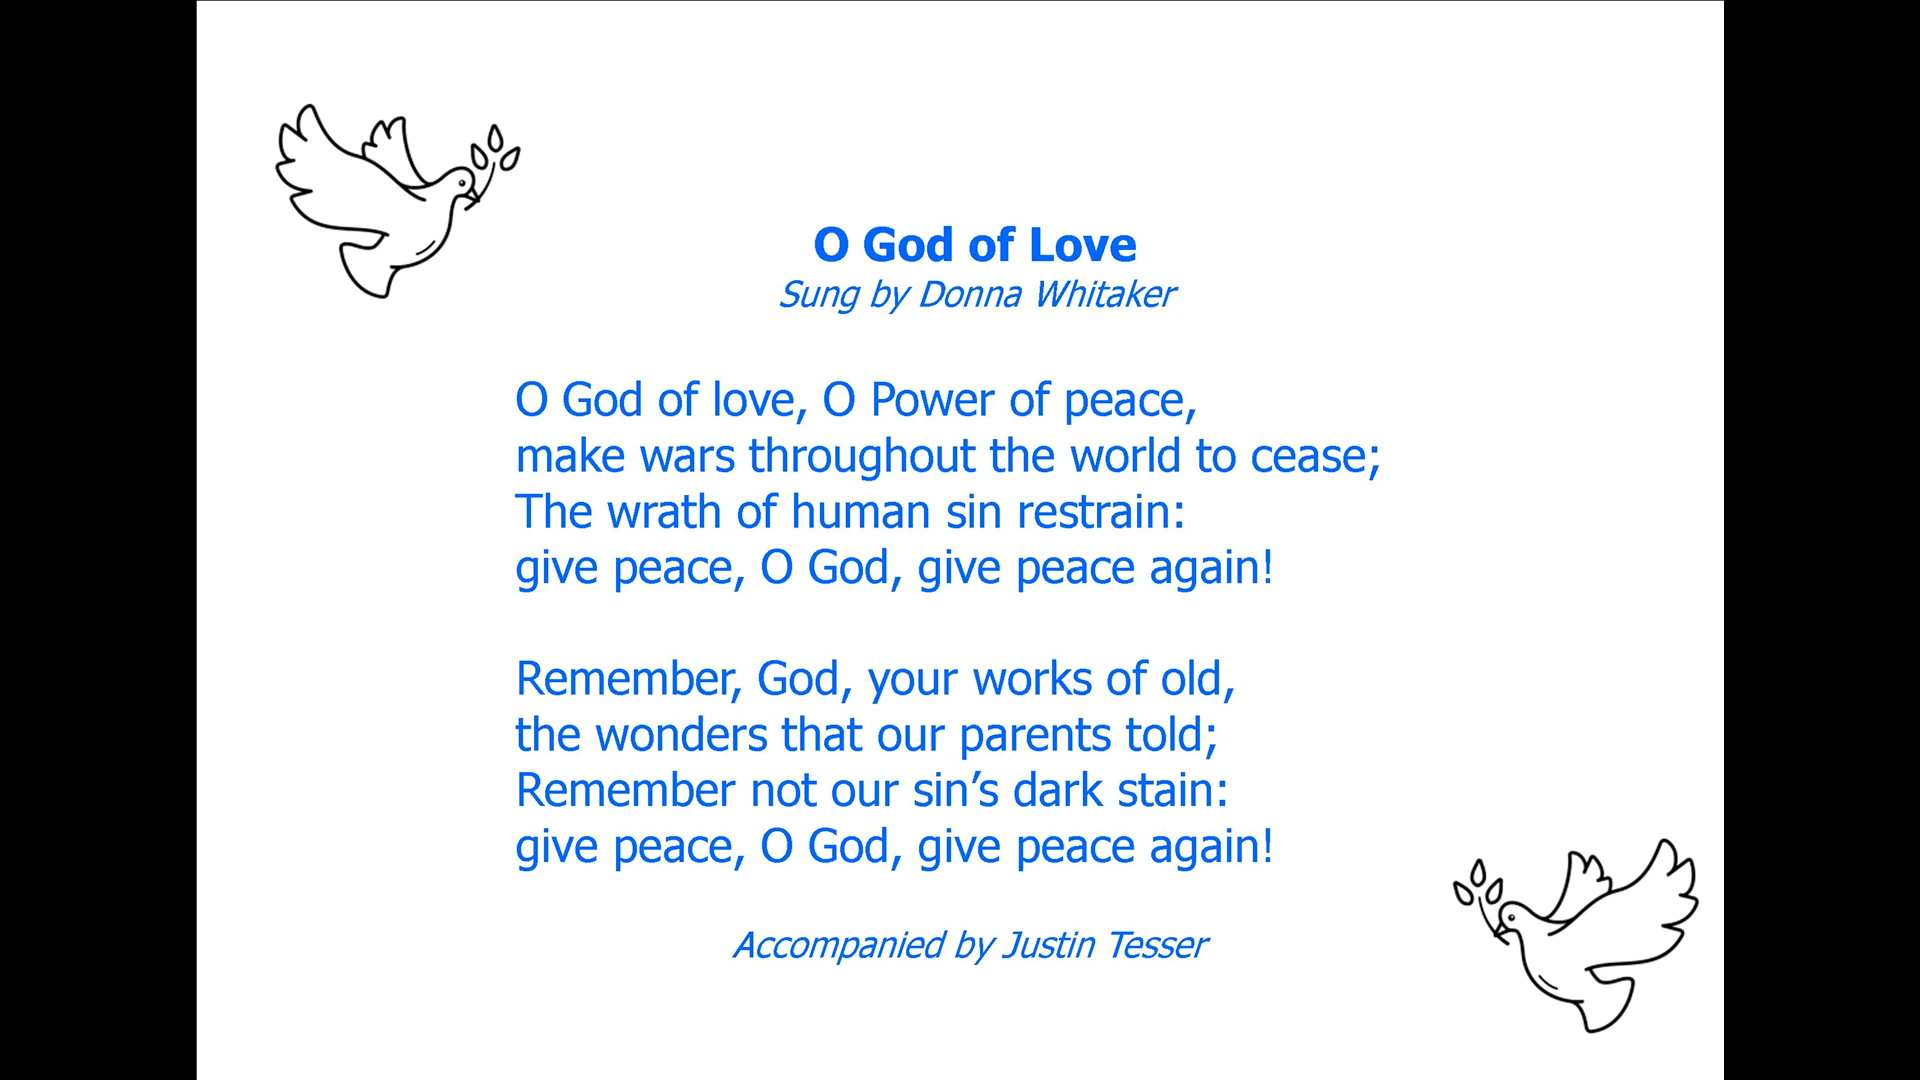 O God of Love
Sung by Donna Whitaker
O God of love, O Power of peace,
make wars throughout the world to cease;
The wrath of human sin restrain:
give peace, O God, give peace again!
Remember, God, your works of old,
the wonders that our parents told;
Remember not our sin’s dark stain:
give peace, O God, give peace again!
Accompanied by Justin Tesser